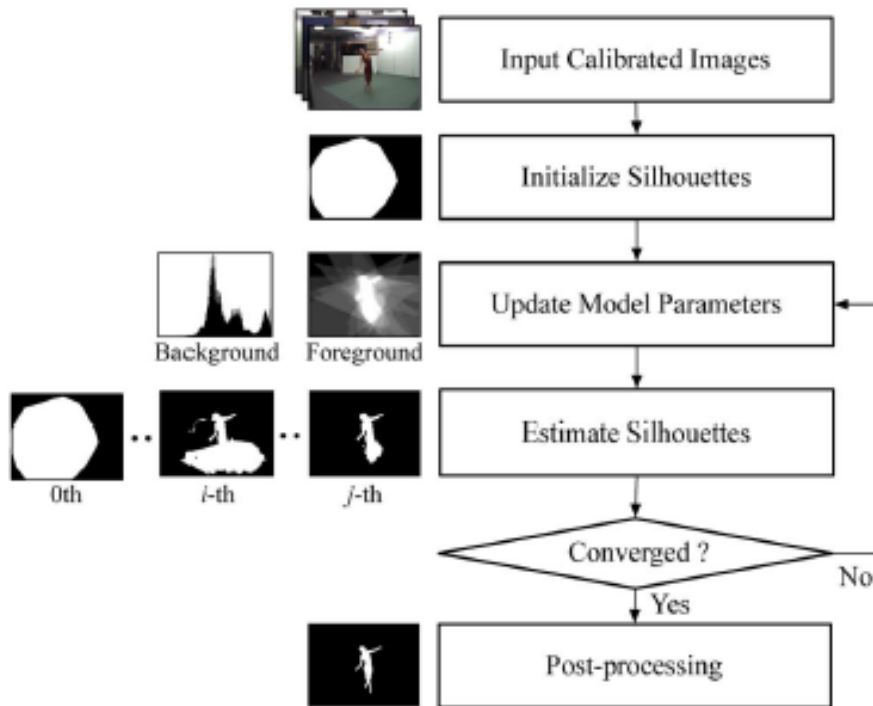 Input Calibrated Images
Initialize Silhouettes
Update Model Parameters
Background Foreground
Estimate Silhouettes
0th i-th j-th
Converged ?
No
Yes
Post-processing